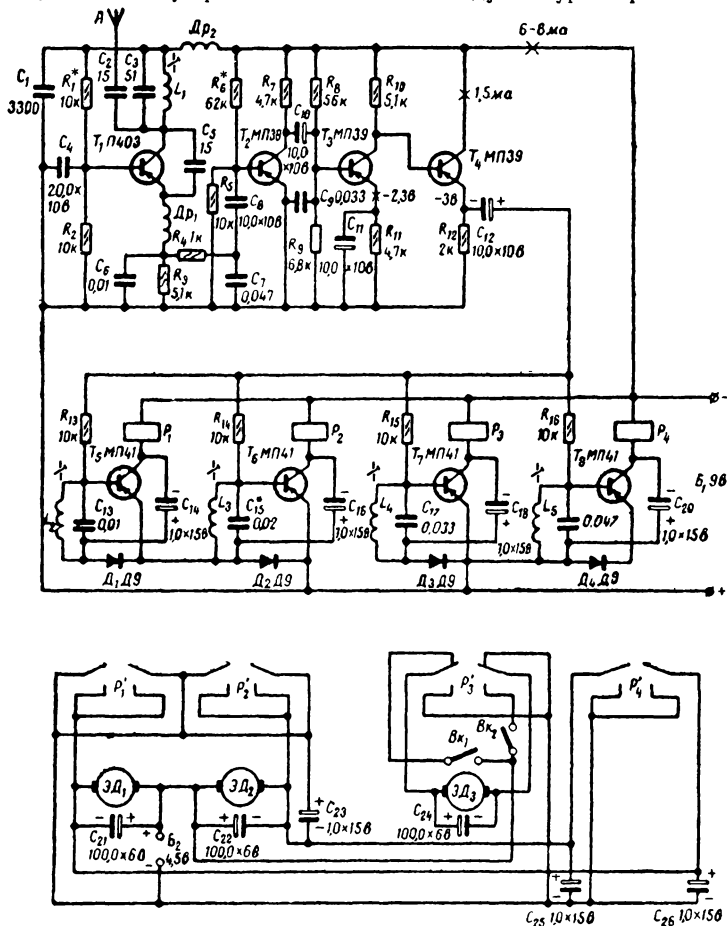 А
Др₂
6-8ма
C₁
3300
R₁*
10к
C₂
15
C₃
51
L₁
R₆*
62к
R₇
4,7к
R₈
56к
R₁₀
5,1к
1,5ма
C₄
20,0×
10в
T₁ П403
C₅
15
T₂ МП38
C₁₀
10,0
×10в
T₃ МП39
T₄ МП39
R₂
10к
Др₁
R₄ 1к
R₅
10к
C₈
10,0×10в
C₉ 0,033
-2,3в
-3в
- +
C₆
0,01
R₃
5,1к
C₇
0,047
R₉
6,8к
C₁₁
10,0×10в
R₁₁
4,7к
R₁₂
2к
C₁₂
10,0×10в
R₁₃
10к
P₁
R₁₄
10к
P₂
R₁₅
10к
P₃
R₁₆
10к
P₄
-
T₅ МП41
T₆ МП41
T₇ МП41
T₈ МП41
Б₁ 9в
L₂
C₁₃
0,01
-
C₁₄
+
1,0×15в
L₃
C₁₅*
0,02
-
C₁₆
+
1,0×15в
L₄
C₁₇
0,033
-
C₁₈
+
1,0×15в
L₅
C₂₀
0,047
-
+
1,0×15в
Д₁ Д9
Д₂ Д9
Д₃ Д9
Д₄ Д9
+
P₁'
P₂'
P₃'
P₄'
Вк₁
Вк₂
ЭД₁
ЭД₂
ЭД₃
- +
C₂₁
100,0×6в
+
Б₂
4,5в
-
+ -
C₂₂
100,0×6в
+ C₂₃
- 1,0×15в
C₂₄
- +
100,0×6в
+
-
C₂₅ 1,0×15в
+
-
C₂₆ 1,0×15в